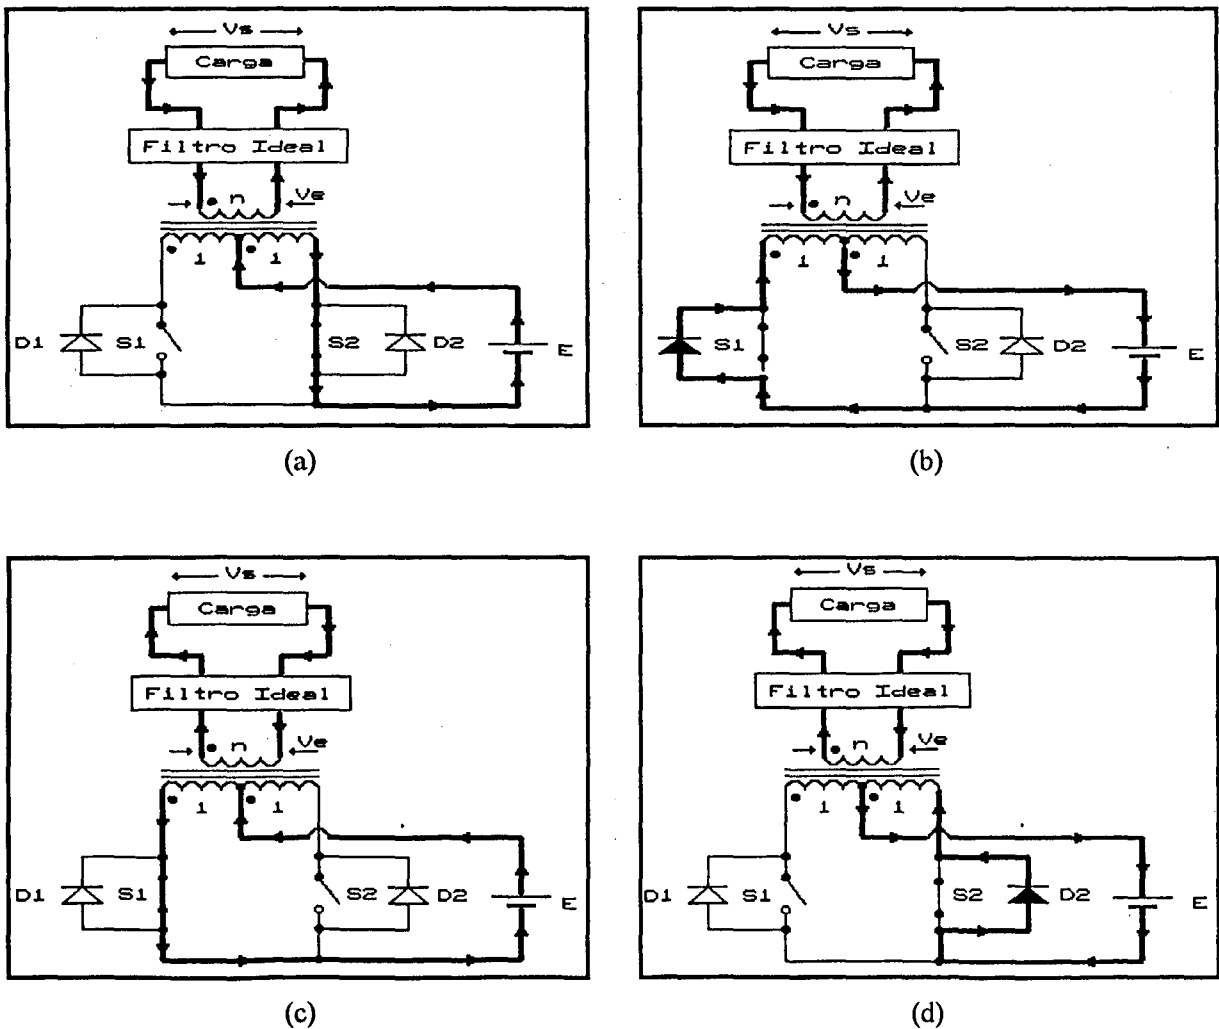 Vs
Carga
Filtro Ideal
n Ve
1 1
D1 S1 S2 D2 E
(a)
Vs
Carga
Filtro Ideal
n Ve
1 1
S1 S2 D2 E
(b)
Vs
Carga
Filtro Ideal
n Ve
1 1
D1 S1 S2 D2 E
(c)
Vs
Carga
Filtro Ideal
n Ve
1 1
D1 S1 S2 D2 E
(d)